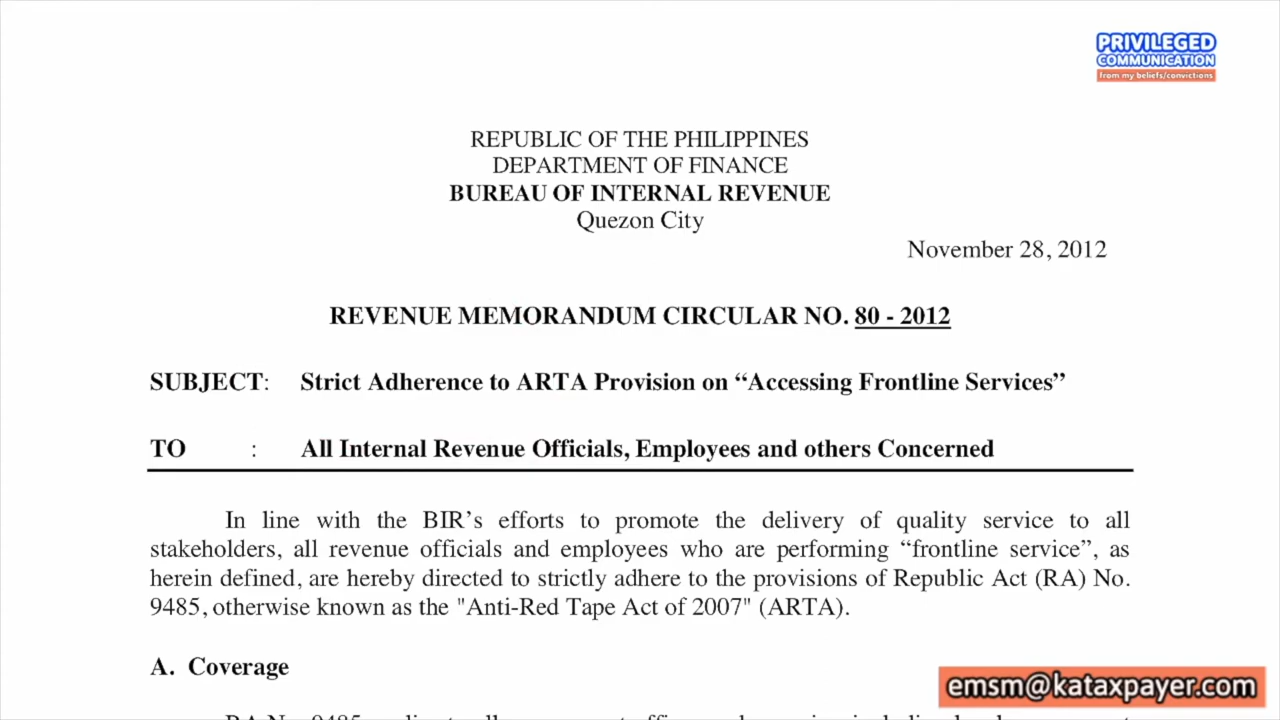 PRIVILEGED
COMMUNICATION
from my beliefs/convictions
REPUBLIC OF THE PHILIPPINES
DEPARTMENT OF FINANCE
BUREAU OF INTERNAL REVENUE
Quezon City
November 28, 2012
REVENUE MEMORANDUM CIRCULAR NO. 80 - 2012
SUBJECT: Strict Adherence to ARTA Provision on “Accessing Frontline Services”
TO : All Internal Revenue Officials, Employees and others Concerned
In line with the BIR’s efforts to promote the delivery of quality service to all
stakeholders, all revenue officials and employees who are performing “frontline service”, as
herein defined, are hereby directed to strictly adhere to the provisions of Republic Act (RA) No.
9485, otherwise known as the "Anti-Red Tape Act of 2007" (ARTA).
A. Coverage
emsm@kataxpayer.com
RA No. 9485